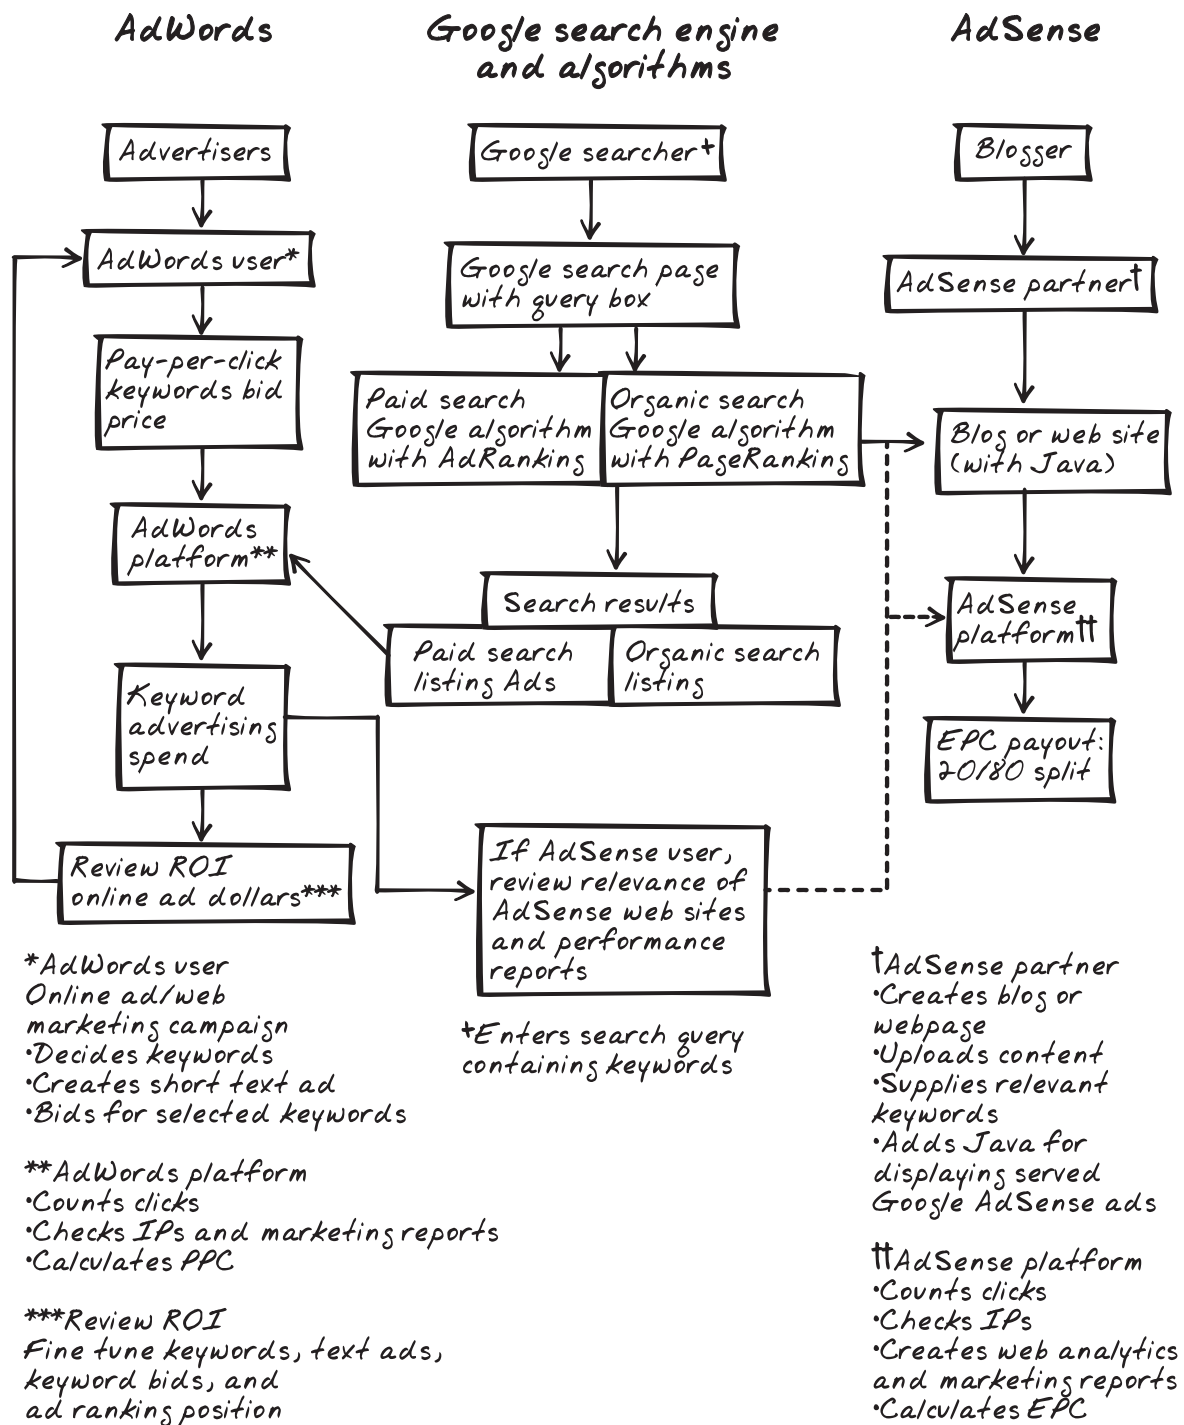 AdWords
Google search engine
and algorithms
AdSense
Advertisers
AdWords user*
Pay-per-click
keywords bid
price
AdWords
platform**
Keyword
advertising
spend
Review ROI
online ad dollars***
Google searcher+
Google search page
with query box
Paid search
Google algorithm
with AdRanking
Organic search
Google algorithm
with PageRanking
Search results
Paid search
listing Ads
Organic search
listing
If AdSense user,
review relevance of
AdSense web sites
and performance
reports
Blogger
AdSense partner†
Blog or web site
(with Java)
AdSense
platform††
EPC payout:
20/80 split
*AdWords user
Online ad/web
marketing campaign
•Decides keywords
•Creates short text ad
•Bids for selected keywords
**AdWords platform
•Counts clicks
•Checks IPs and marketing reports
•Calculates PPC
***Review ROI
Fine tune keywords, text ads,
keyword bids, and
ad ranking position
+Enters search query
containing keywords
†AdSense partner
•Creates blog or
webpage
•Uploads content
•Supplies relevant
keywords
•Adds Java for
displaying served
Google AdSense ads
††AdSense platform
•Counts clicks
•Checks IPs
•Creates web analytics
and marketing reports
•Calculates EPC